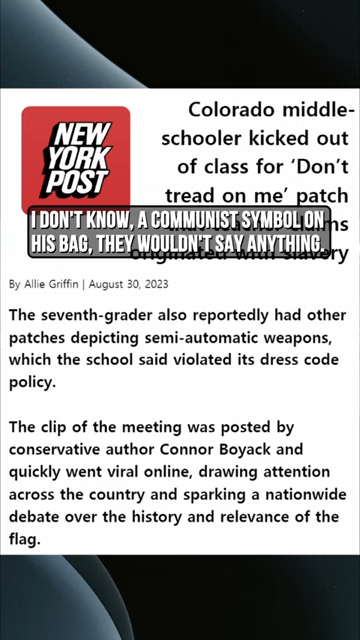 NEW
YORK
POST
Colorado middle-
schooler kicked out
of class for ‘Don’t
tread on me’ patch
I DON'T KNOW, A COMMUNIST SYMBOL ON
HIS BAG, THEY WOULDN'T SAY ANYTHING.
originated with slavery
By Allie Griffin | August 30, 2023
The seventh-grader also reportedly had other
patches depicting semi-automatic weapons,
which the school said violated its dress code
policy.
The clip of the meeting was posted by
conservative author Connor Boyack and
quickly went viral online, drawing attention
across the country and sparking a nationwide
debate over the history and relevance of the
flag.